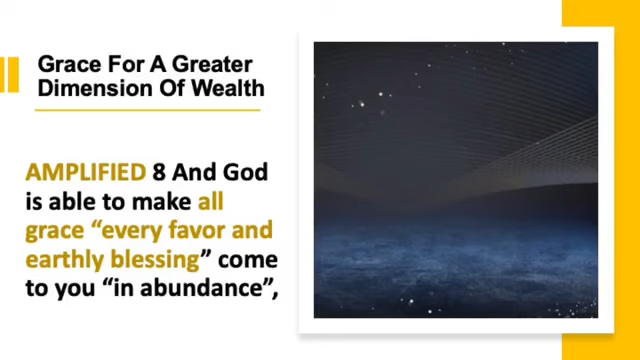 Grace For A Greater
Dimension Of Wealth
AMPLIFIED 8 And God
is able to make all
grace “every favor and
earthly blessing” come
to you “in abundance”,